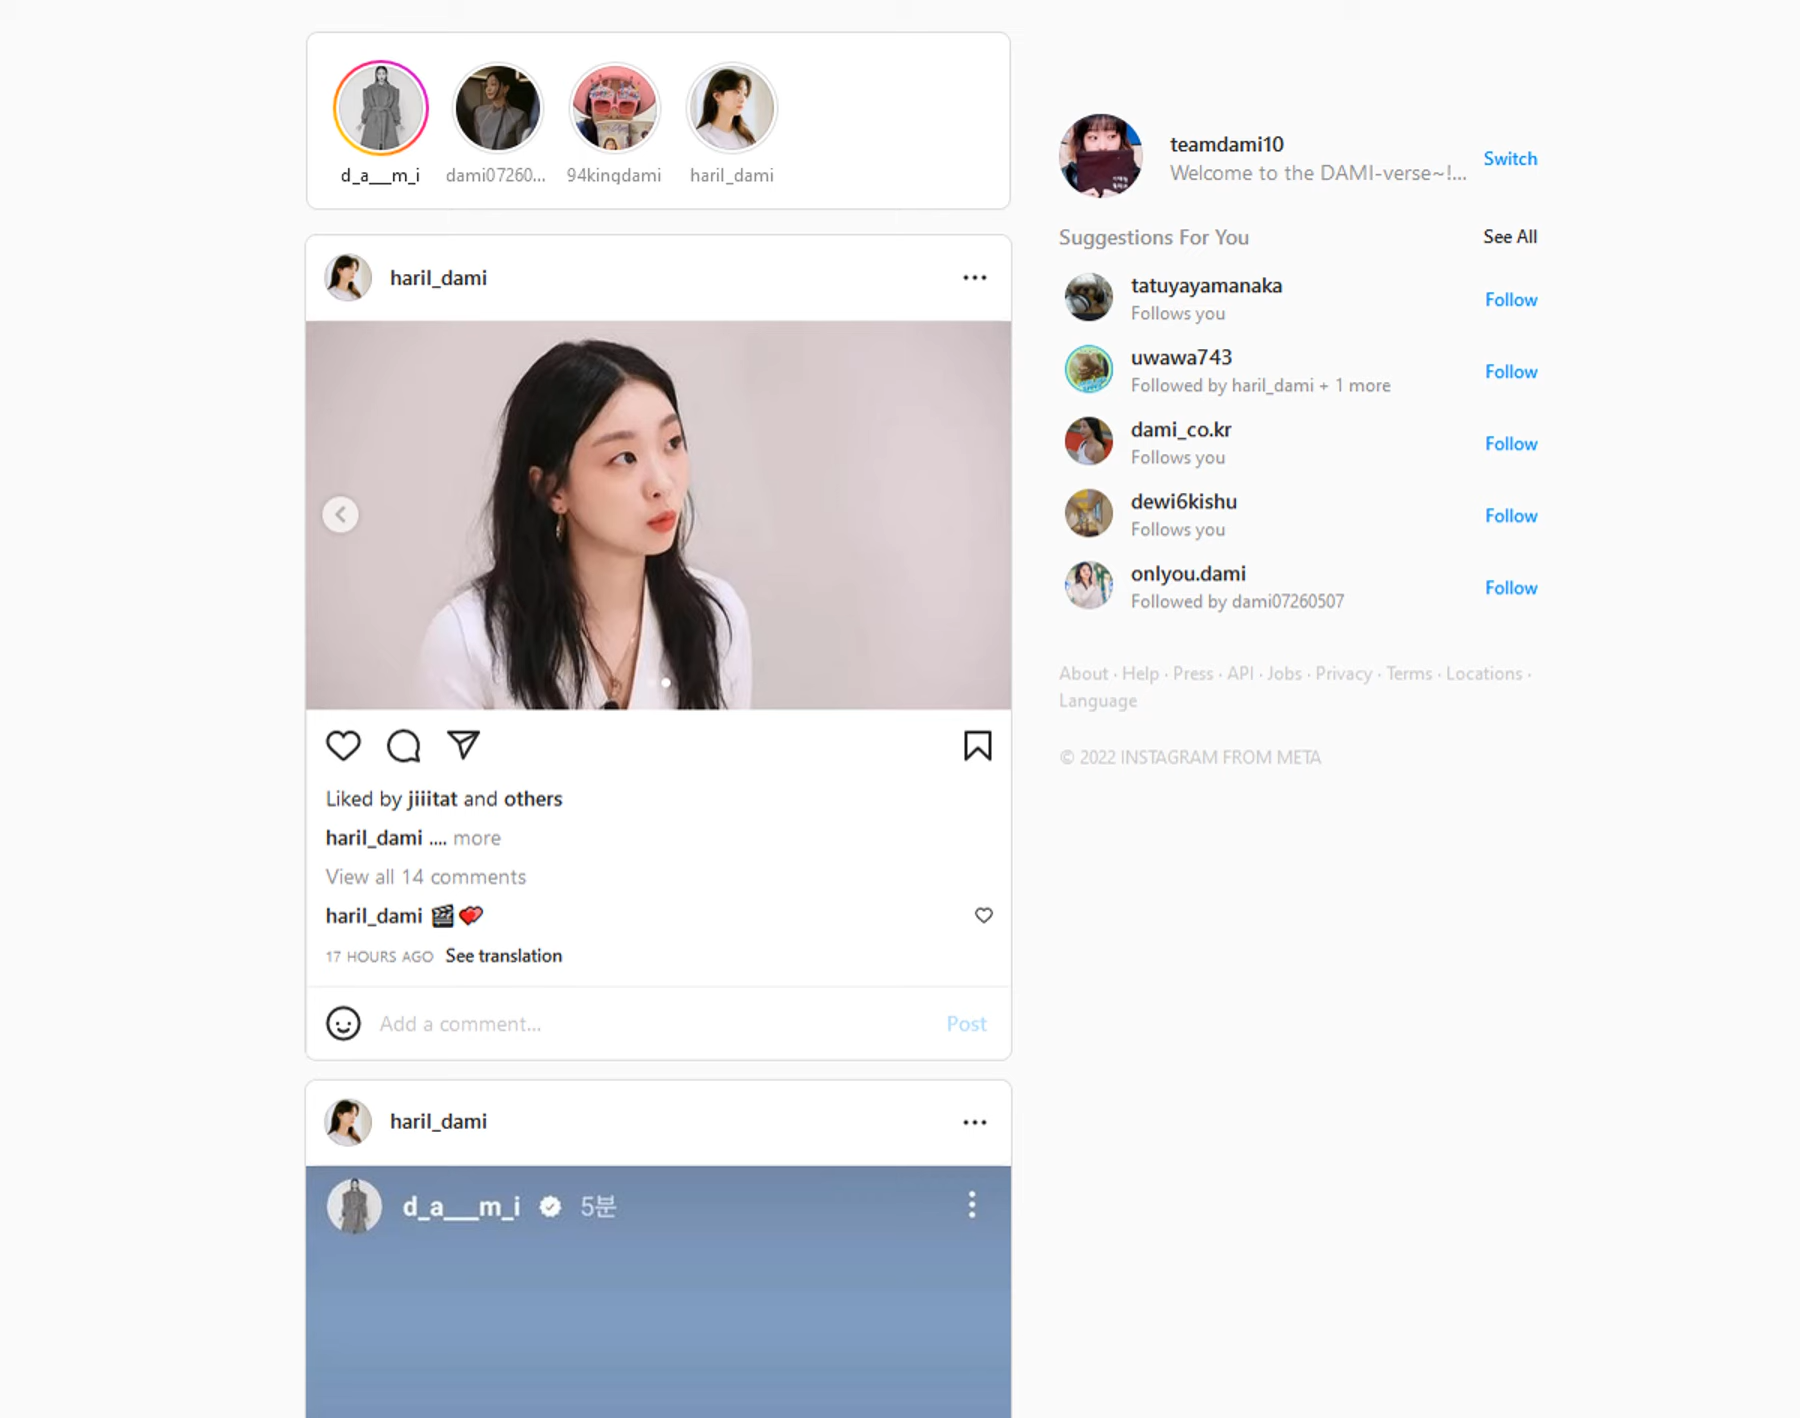 d_a___m_i
dami07260...
94kingdami
haril_dami
teamdami10
Welcome to the DAMI-verse~!...
Switch
Suggestions For You
See All
tatuyayamanaka
Follows you
Follow
uwawa743
Followed by haril_dami + 1 more
Follow
dami_co.kr
Follows you
Follow
dewi6kishu
Follows you
Follow
onlyou.dami
Followed by dami07260507
Follow
About · Help · Press · API · Jobs · Privacy · Terms · Locations ·
Language
© 2022 INSTAGRAM FROM META
haril_dami
Liked by jiiitat and others
haril_dami .... more
View all 14 comments
haril_dami 🎬💕
17 HOURS AGO See translation
Add a comment...
Post
haril_dami
d_a___m_i 5분